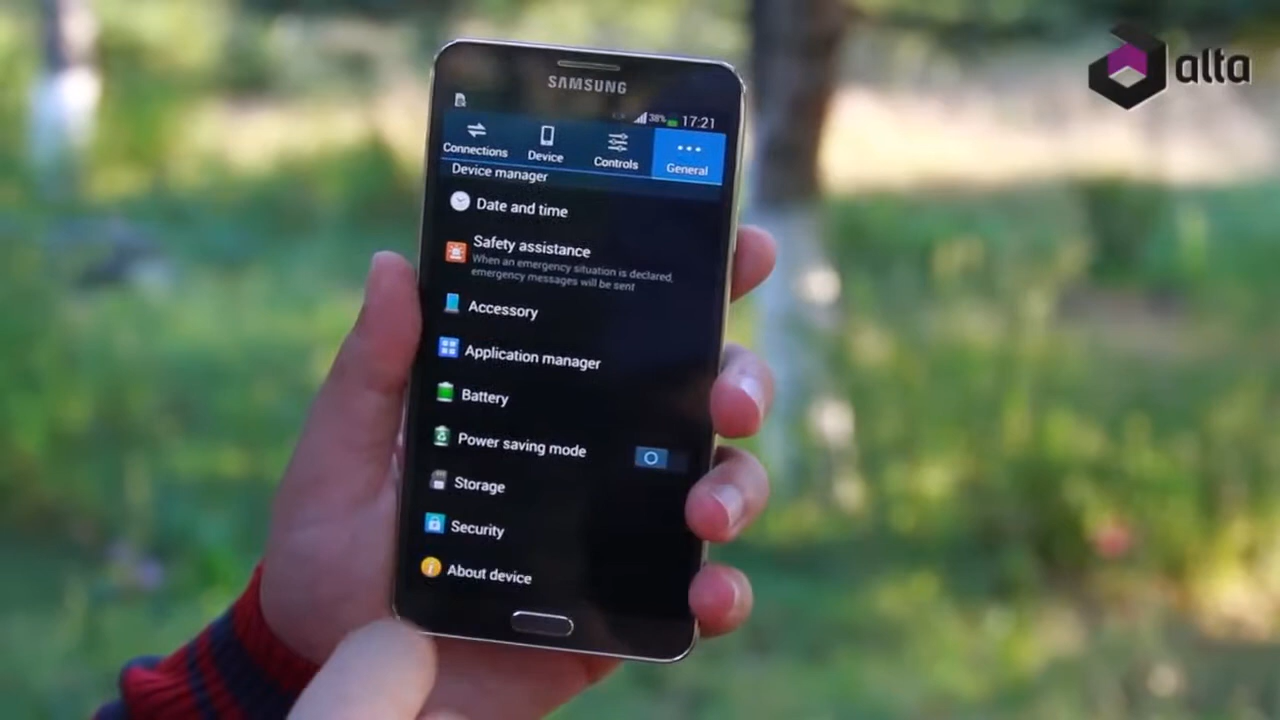 alta
SAMSUNG
38% 17:21
Connections Device Controls General
Device manager
Date and time
Safety assistance
When an emergency situation is declared,
emergency messages will be sent
Accessory
Application manager
Battery
Power saving mode
Storage
Security
About device